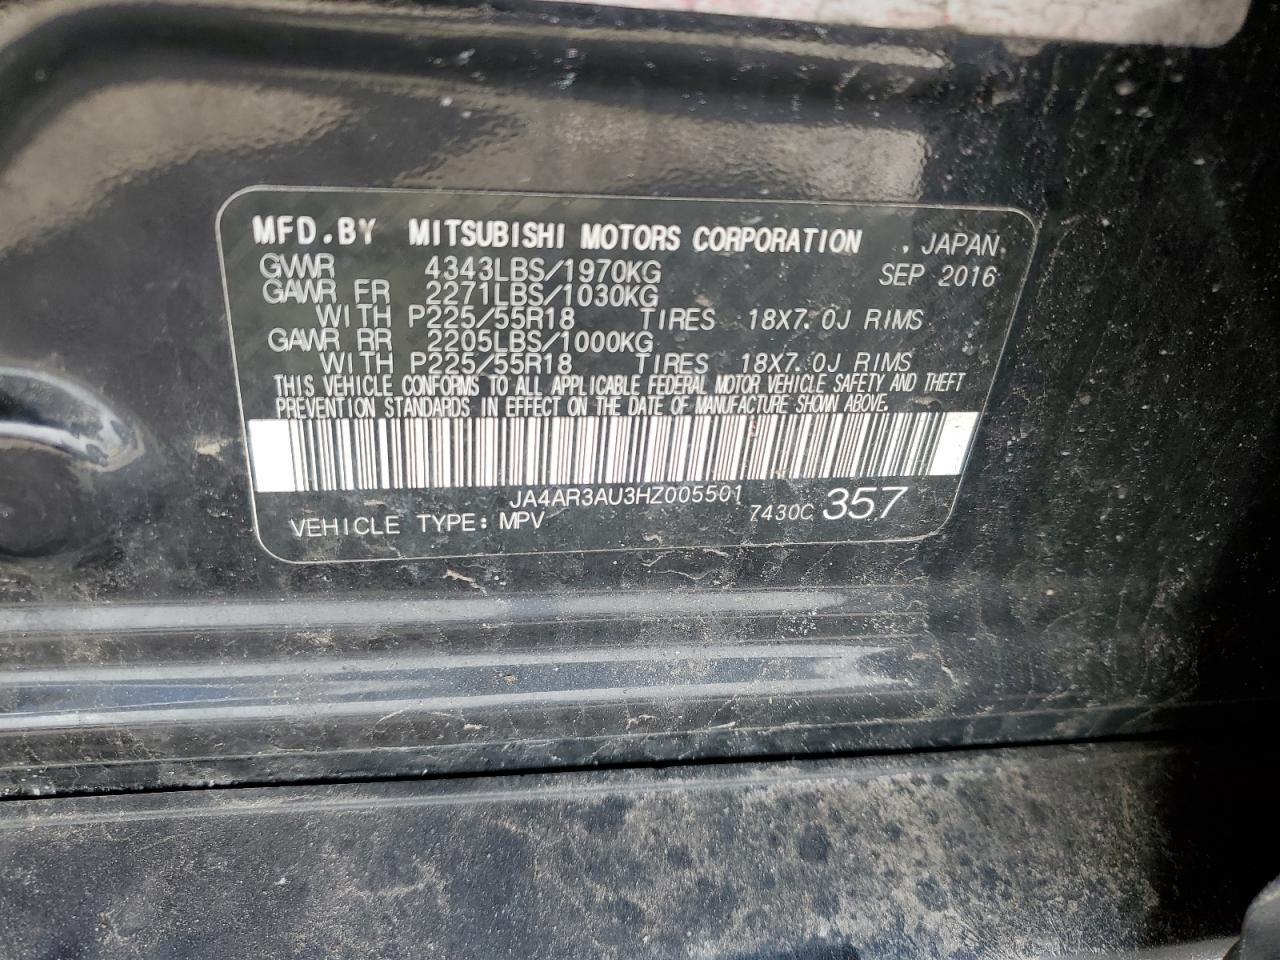 MFD.BY MITSUBISHI MOTORS CORPORATION , JAPAN.
GVWR 4343LBS/1970KG SEP 2016
GAWR FR 2271LBS/1030KG
WITH P225/55R18 TIRES 18X7.0J RIMS
GAWR RR 2205LBS/1000KG
WITH P225/55R18 TIRES 18X7.0J RIMS
THIS VEHICLE CONFORMS TO ALL APPLICABLE FEDERAL MOTOR VEHICLE SAFETY AND THEFT
PREVENTION STANDARDS IN EFFECT ON THE DATE OF MANUFACTURE SHOWN ABOVE.
JA4AR3AU3HZ005501
VEHICLE TYPE: MPV 7430C 357